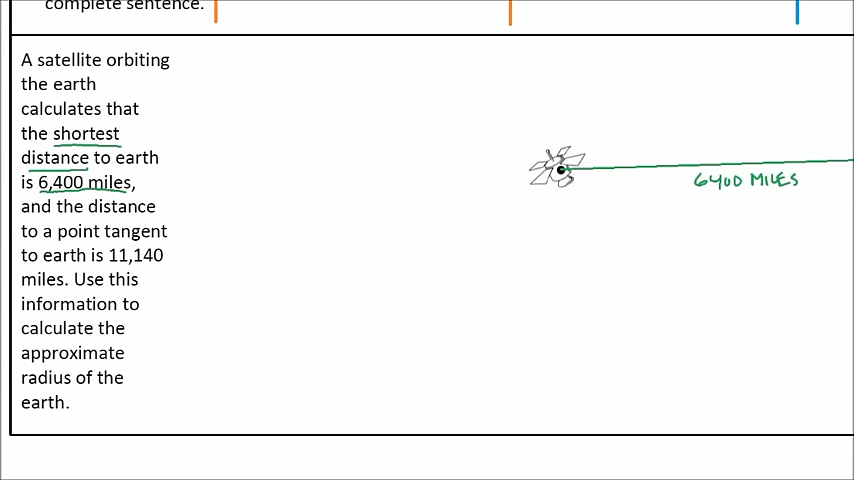 complete sentence.
A satellite orbiting
the earth
calculates that
the shortest
distance to earth
is 6,400 miles,
and the distance
to a point tangent
to earth is 11,140
miles. Use this
information to
calculate the
approximate
radius of the
earth.
6400 MILES